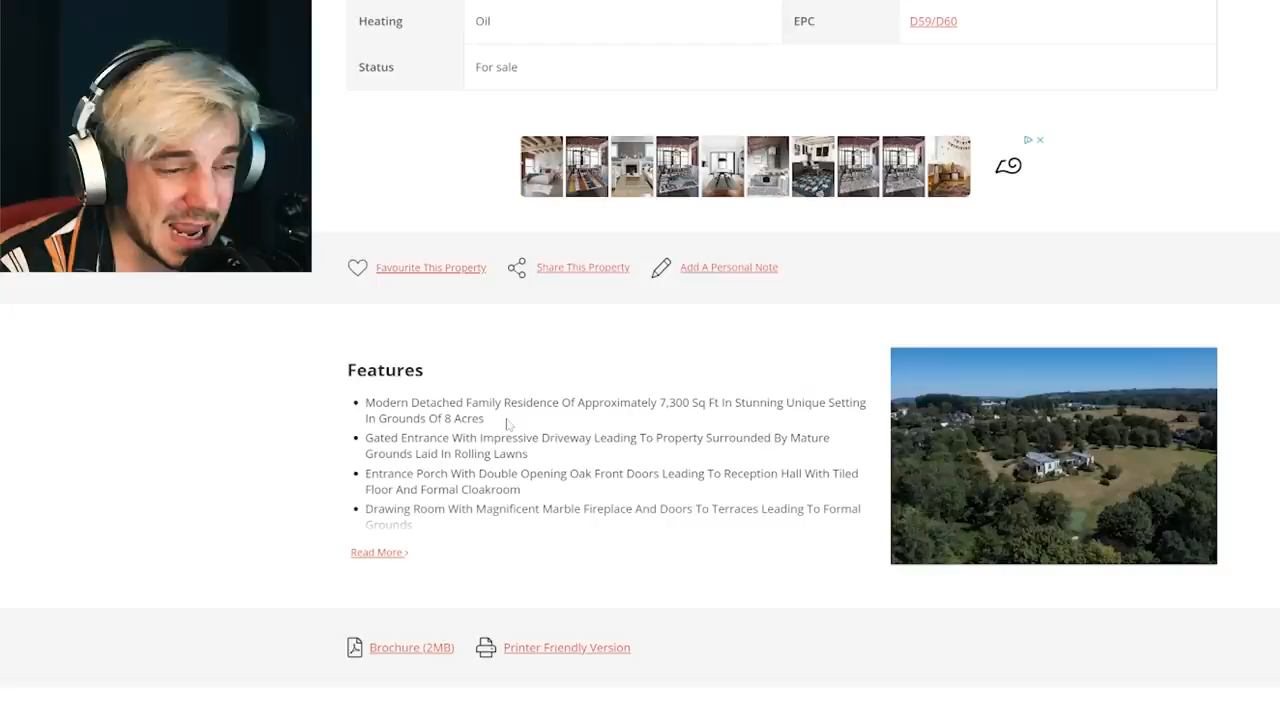 Heating
Oil
EPC
D59/D60
Status
For sale
Favourite This Property
Share This Property
Add A Personal Note
Features
Modern Detached Family Residence Of Approximately 7,300 Sq Ft In Stunning Unique Setting
In Grounds Of 8 Acres
Gated Entrance With Impressive Driveway Leading To Property Surrounded By Mature
Grounds Laid In Rolling Lawns
Entrance Porch With Double Opening Oak Front Doors Leading To Reception Hall With Tiled
Floor And Formal Cloakroom
Drawing Room With Magnificent Marble Fireplace And Doors To Terraces Leading To Formal
Grounds
Read More ›
Brochure (2MB)
Printer Friendly Version